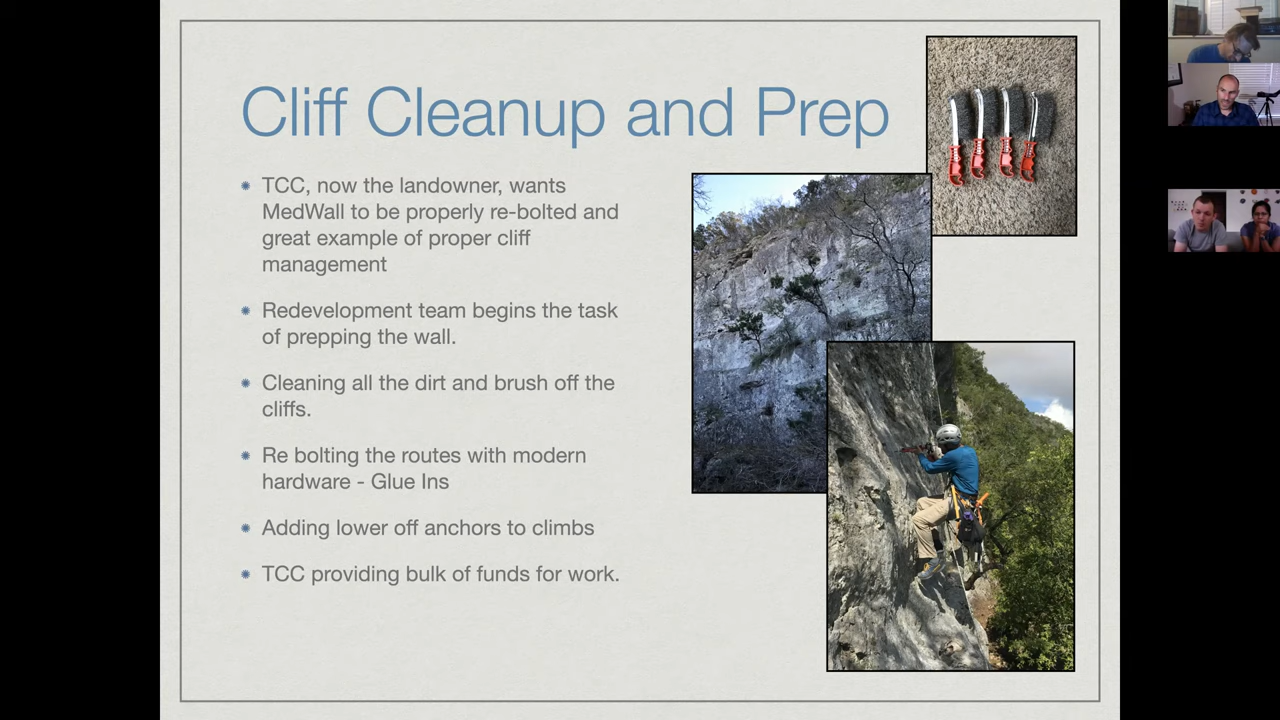 Cliff Cleanup and Prep
TCC, now the landowner, wants
MedWall to be properly re-bolted and
great example of proper cliff
management
Redevelopment team begins the task
of prepping the wall.
Cleaning all the dirt and brush off the
cliffs.
Re bolting the routes with modern
hardware - Glue Ins
Adding lower off anchors to climbs
TCC providing bulk of funds for work.